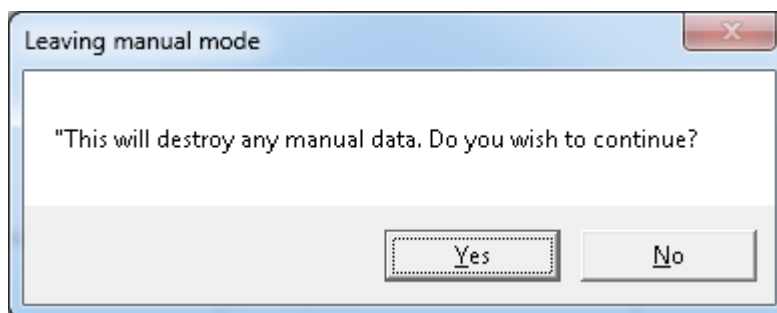 Leaving manual mode
"This will destroy any manual data. Do you wish to continue?
Yes
No